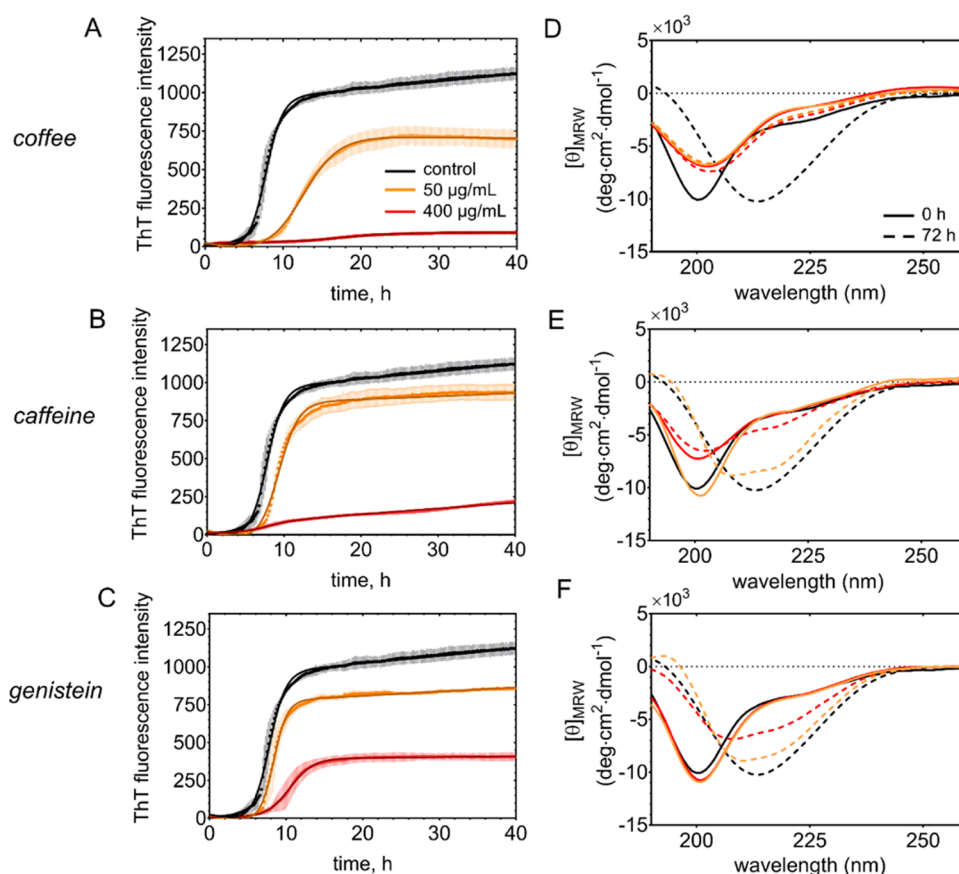 A
coffee
ThT fluorescence intensity
1250
1000
750
500
250
0
0
10
20
30
40
time, h
control
50 µg/mL
400 µg/mL
D
×10³
5
0
-5
-10
-15
[θ]MRW
(deg·cm²·dmol⁻¹)
200
225
250
wavelength (nm)
0 h
72 h
B
caffeine
ThT fluorescence intensity
1250
1000
750
500
250
0
0
10
20
30
40
time, h
E
×10³
5
0
-5
-10
-15
[θ]MRW
(deg·cm²·dmol⁻¹)
200
225
250
wavelength (nm)
C
genistein
ThT fluorescence intensity
1250
1000
750
500
250
0
0
10
20
30
40
time, h
F
×10³
5
0
-5
-10
-15
[θ]MRW
(deg·cm²·dmol⁻¹)
200
225
250
wavelength (nm)